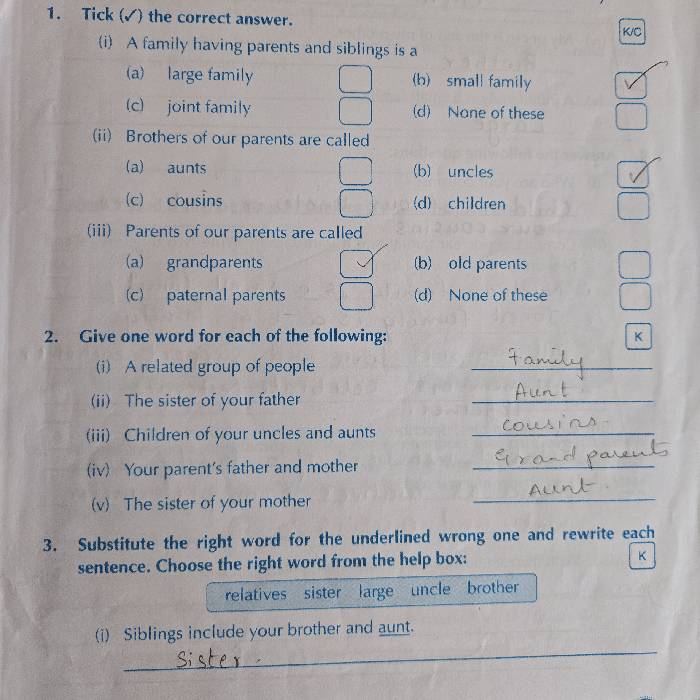 1. Tick (✓) the correct answer.
K/C
(i) A family having parents and siblings is a
(a) large family (b) small family ✓
(c) joint family (d) None of these
(ii) Brothers of our parents are called
(a) aunts (b) uncles ✓
(c) cousins (d) children
(iii) Parents of our parents are called
(a) grandparents ✓ (b) old parents
(c) paternal parents (d) None of these
2. Give one word for each of the following: K
(i) A related group of people Family
(ii) The sister of your father Aunt.
(iii) Children of your uncles and aunts cousins.
(iv) Your parent's father and mother Grand parents
(v) The sister of your mother Aunt.
3. Substitute the right word for the underlined wrong one and rewrite each
sentence. Choose the right word from the help box: K
relatives sister large uncle brother
(i) Siblings include your brother and aunt.
Sister.